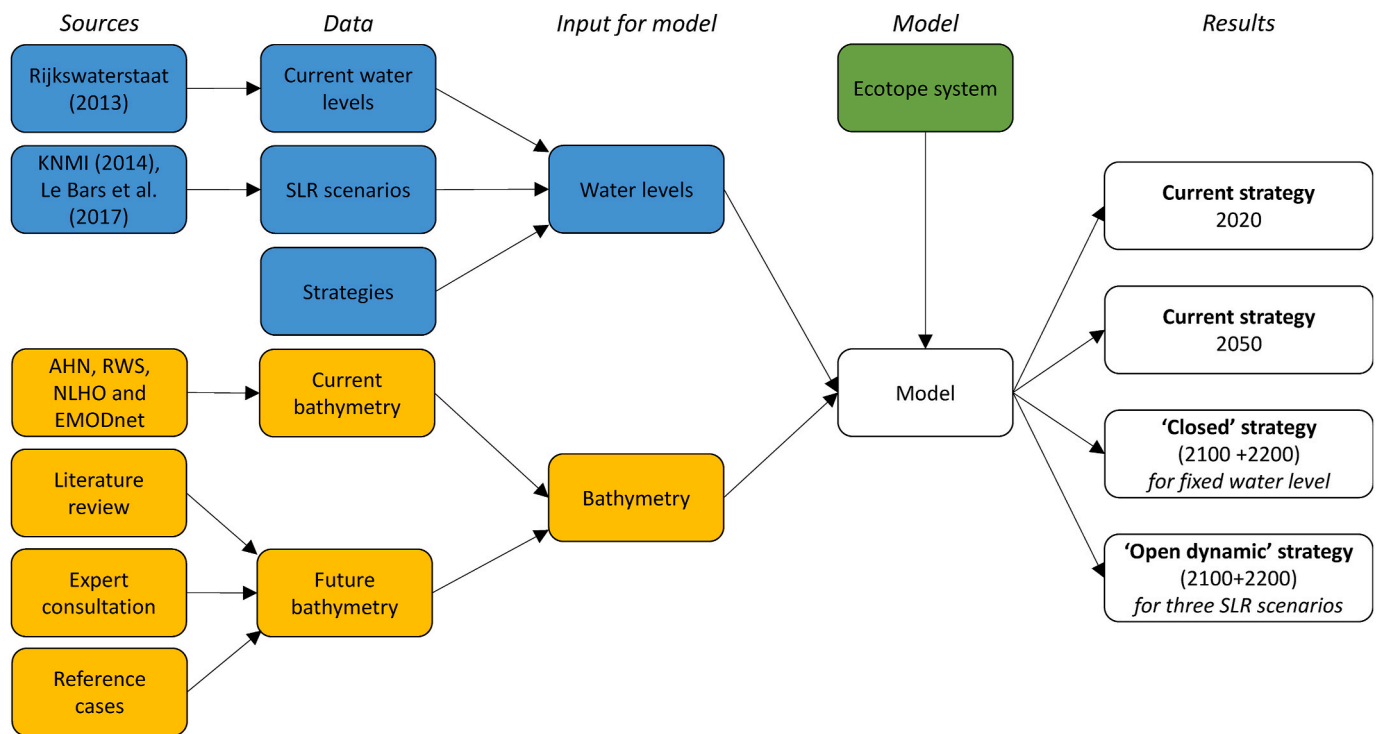 Sources
Data
Input for model
Model
Results
Rijkswaterstaat
(2013)
Current water
levels
Ecotope system
KNMI (2014),
Le Bars et al.
(2017)
SLR scenarios
Water levels
Current strategy
2020
Strategies
Current strategy
2050
AHN, RWS,
NLHO and
EMODnet
Current
bathymetry
Model
‘Closed’ strategy
(2100 +2200)
for fixed water level
Literature
review
Bathymetry
Expert
consultation
Future
bathymetry
‘Open dynamic’ strategy
(2100+2200)
for three SLR scenarios
Reference
cases